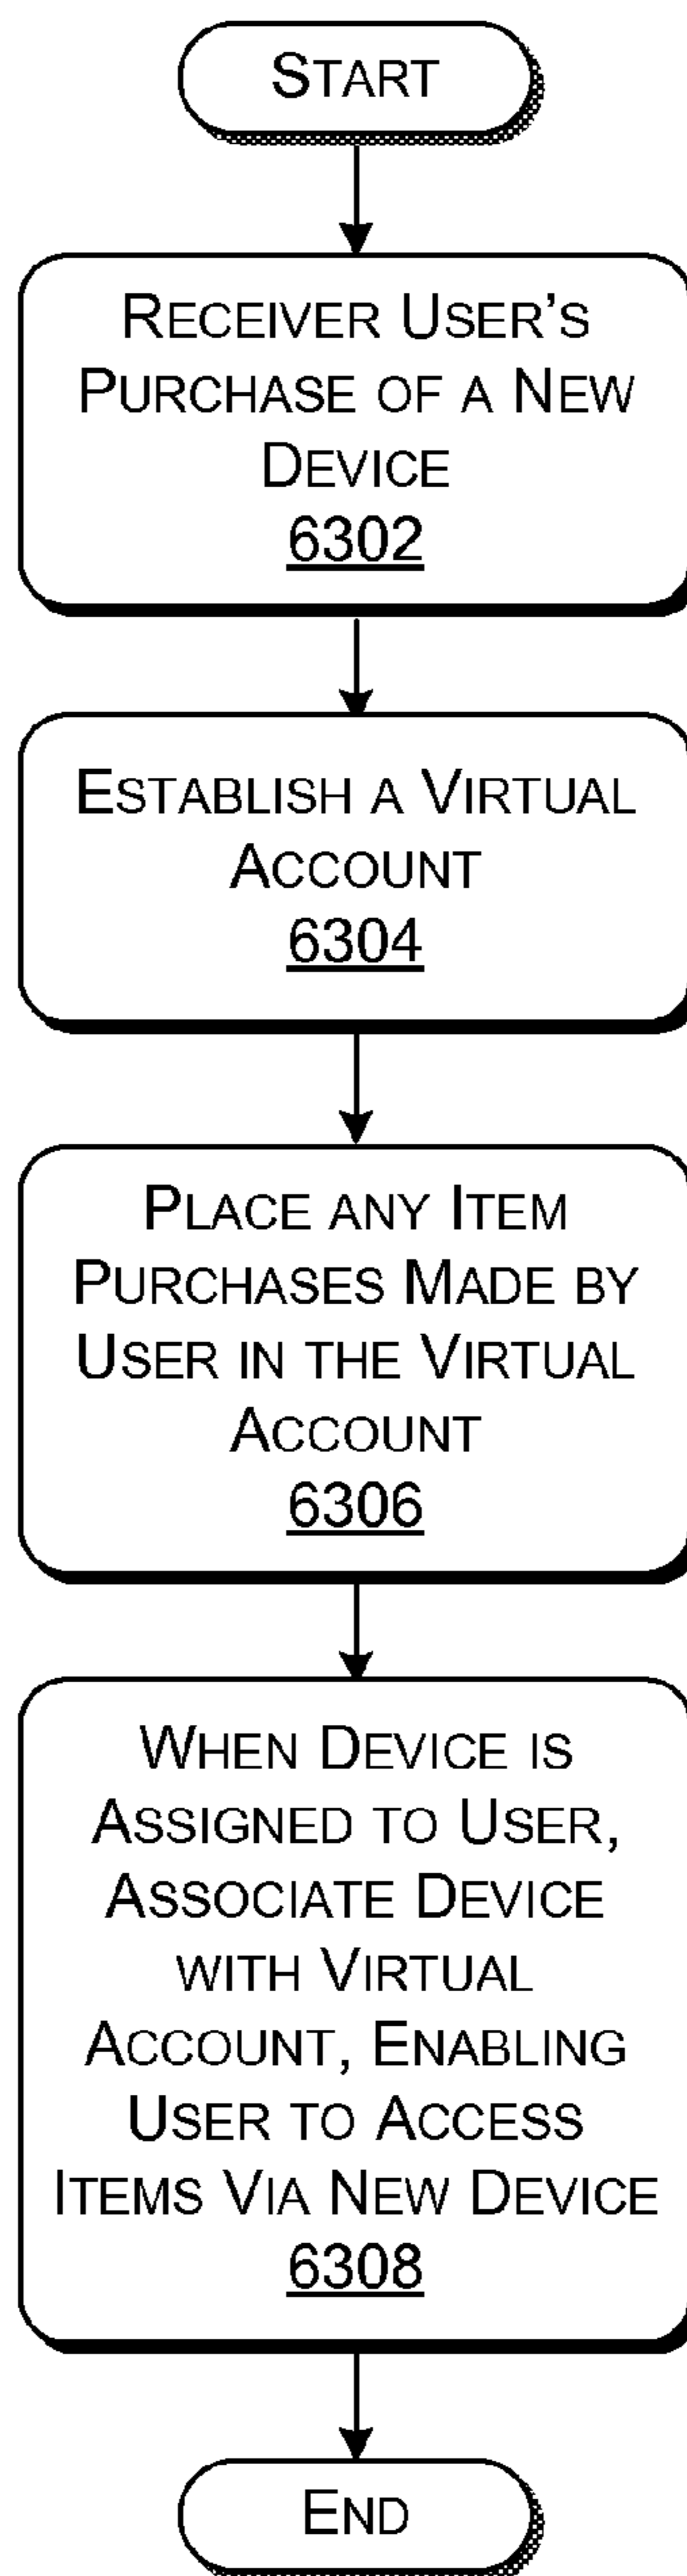 START
RECEIVER USER'S
PURCHASE OF A NEW
DEVICE
6302
ESTABLISH A VIRTUAL
ACCOUNT
6304
PLACE ANY ITEM
PURCHASES MADE BY
USER IN THE VIRTUAL
ACCOUNT
6306
WHEN DEVICE IS
ASSIGNED TO USER,
ASSOCIATE DEVICE
WITH VIRTUAL
ACCOUNT, ENABLING
USER TO ACCESS
ITEMS VIA NEW DEVICE
6308
END